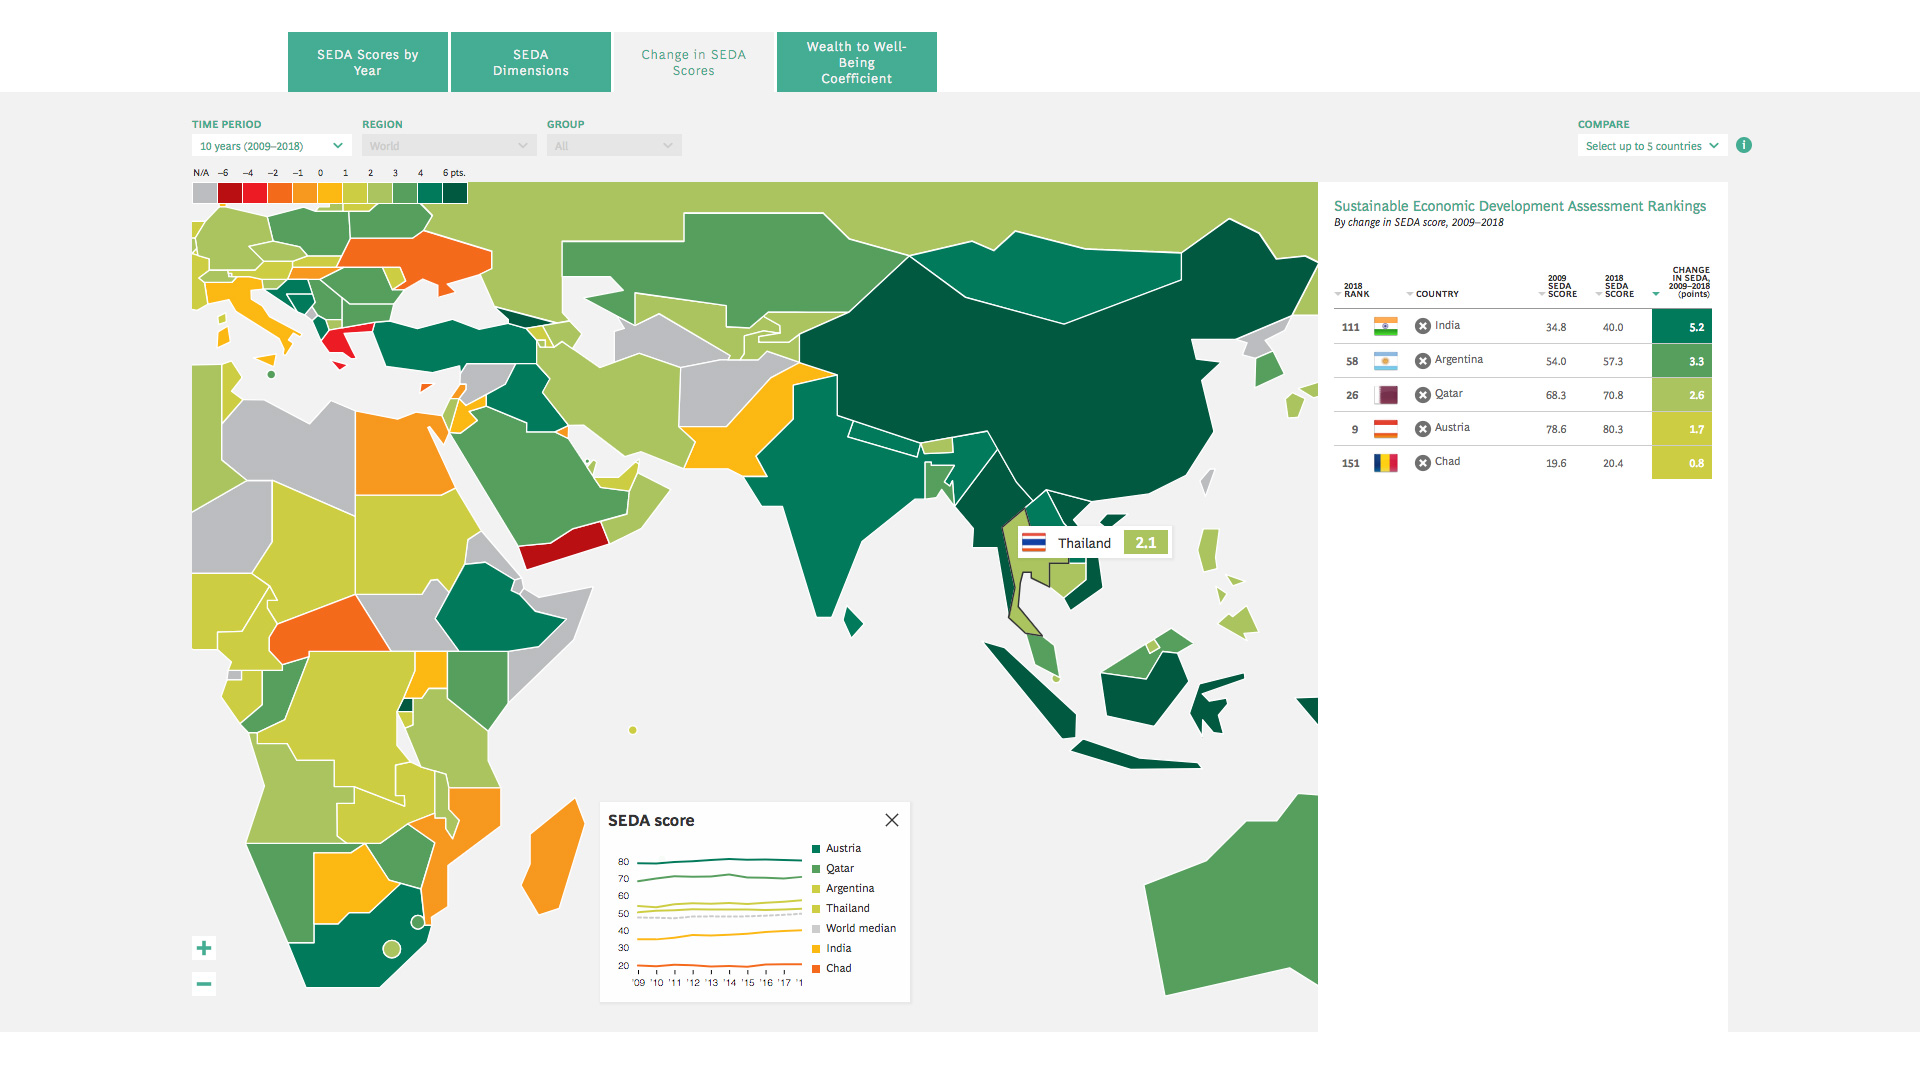 SEDA Scores by
Year
SEDA
Dimensions
Change in SEDA
Scores
Wealth to Well-
Being
Coefficient
TIME PERIOD
REGION
GROUP
COMPARE
10 years (2009–2018)
World
All
Select up to 5 countries
i
N/A –6 –4 –2 –1 0 1 2 3 4 6 pts.
Sustainable Economic Development Assessment Rankings
By change in SEDA score, 2009–2018
2018
RANK
COUNTRY
2009
SEDA
SCORE
2018
SEDA
SCORE
CHANGE
IN SEDA,
2009–2018
(points)
111 India 34.8 40.0 5.2
58 Argentina 54.0 57.3 3.3
26 Qatar 68.3 70.8 2.6
9 Austria 78.6 80.3 1.7
151 Chad 19.6 20.4 0.8
Thailand 2.1
SEDA score
80
70
60
50
40
30
20
'09 '10 '11 '12 '13 '14 '15 '16 '17 '1
Austria
Qatar
Argentina
Thailand
World median
India
Chad